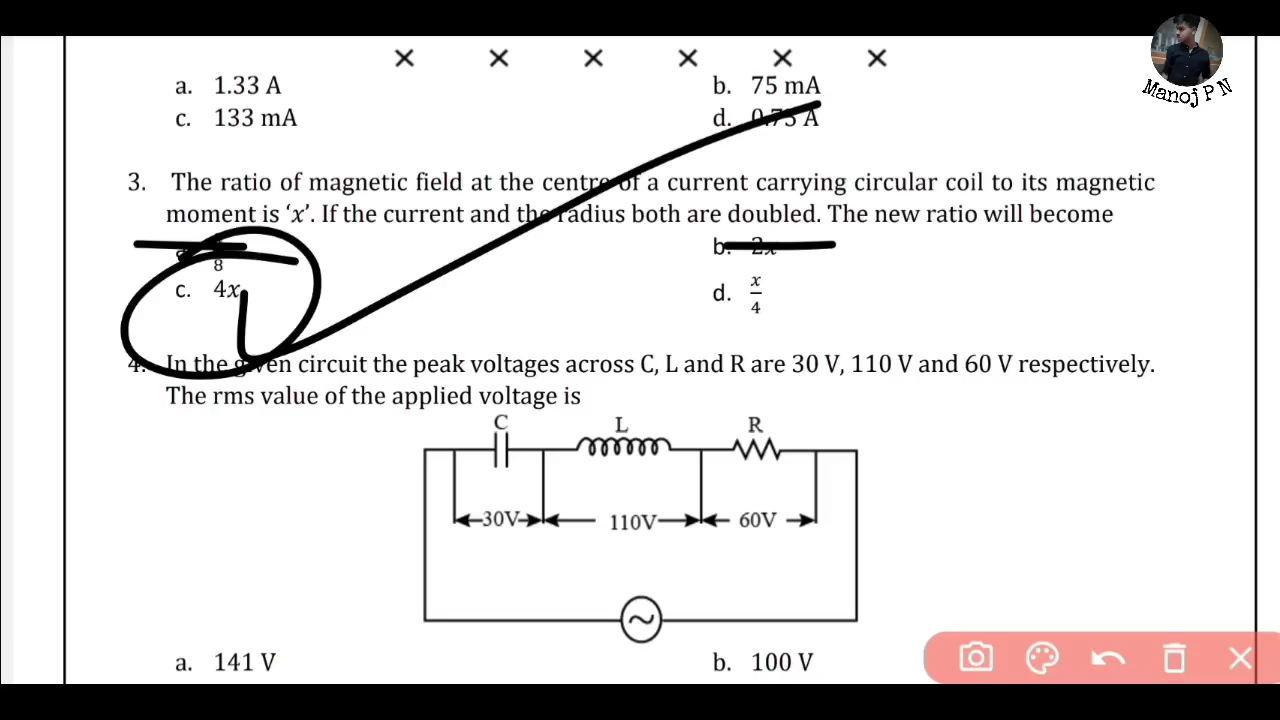 × × × × × ×
Manoj P N
a. 1.33 A b. 75 mA
c. 133 mA d. 0.75 A
3. The ratio of magnetic field at the centre of a current carrying circular coil to its magnetic
moment is ‘x’. If the current and the radius both are doubled. The new ratio will become
8 b. 2x
c. 4x d. x/4
4. In the given circuit the peak voltages across C, L and R are 30 V, 110 V and 60 V respectively.
The rms value of the applied voltage is
C L R
30V 110V 60V
a. 141 V b. 100 V